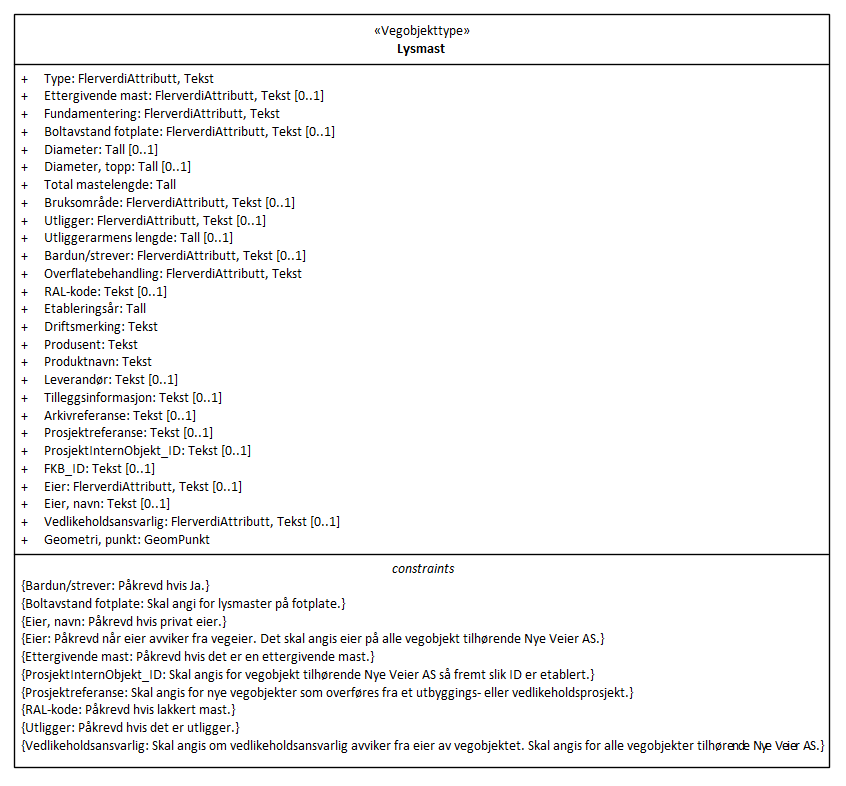 «Vegobjekttype»
Lysmast
+ Type: FlerverdiAttributt, Tekst
+ Ettergivende mast: FlerverdiAttributt, Tekst [0..1]
+ Fundamentering: FlerverdiAttributt, Tekst
+ Boltavstand fotplate: FlerverdiAttributt, Tekst [0..1]
+ Diameter: Tall [0..1]
+ Diameter, topp: Tall [0..1]
+ Total mastelengde: Tall
+ Bruksområde: FlerverdiAttributt, Tekst [0..1]
+ Utligger: FlerverdiAttributt, Tekst [0..1]
+ Utliggerarmens lengde: Tall [0..1]
+ Bardun/strever: FlerverdiAttributt, Tekst [0..1]
+ Overflatebehandling: FlerverdiAttributt, Tekst
+ RAL-kode: Tekst [0..1]
+ Etableringsår: Tall
+ Driftsmerking: Tekst
+ Produsent: Tekst
+ Produktnavn: Tekst
+ Leverandør: Tekst [0..1]
+ Tilleggsinformasjon: Tekst [0..1]
+ Arkivreferanse: Tekst [0..1]
+ Prosjektreferanse: Tekst [0..1]
+ ProsjektInternObjekt_ID: Tekst [0..1]
+ FKB_ID: Tekst [0..1]
+ Eier: FlerverdiAttributt, Tekst [0..1]
+ Eier, navn: Tekst [0..1]
+ Vedlikeholdsansvarlig: FlerverdiAttributt, Tekst [0..1]
+ Geometri, punkt: GeomPunkt
constraints
{Bardun/strever: Påkrevd hvis Ja.}
{Boltavstand fotplate: Skal angi for lysmaster på fotplate.}
{Eier, navn: Påkrevd hvis privat eier.}
{Eier: Påkrevd når eier avviker fra vegeier. Det skal angis eier på alle vegobjekt tilhørende Nye Veier AS.}
{Ettergivende mast: Påkrevd hvis det er en ettergivende mast.}
{ProsjektInternObjekt_ID: Skal angis for vegobjekt tilhørende Nye Veier AS så fremt slik ID er etablert.}
{Prosjektreferanse: Skal angis for nye vegobjekter som overføres fra et utbyggings- eller vedlikeholdsprosjekt.}
{RAL-kode: Påkrevd hvis lakkert mast.}
{Utligger: Påkrevd hvis det er utligger.}
{Vedlikeholdsansvarlig: Skal angis om vedlikeholdsansvarlig avviker fra eier av vegobjektet. Skal angis for alle vegobjekter tilhørende Nye Veier AS.}